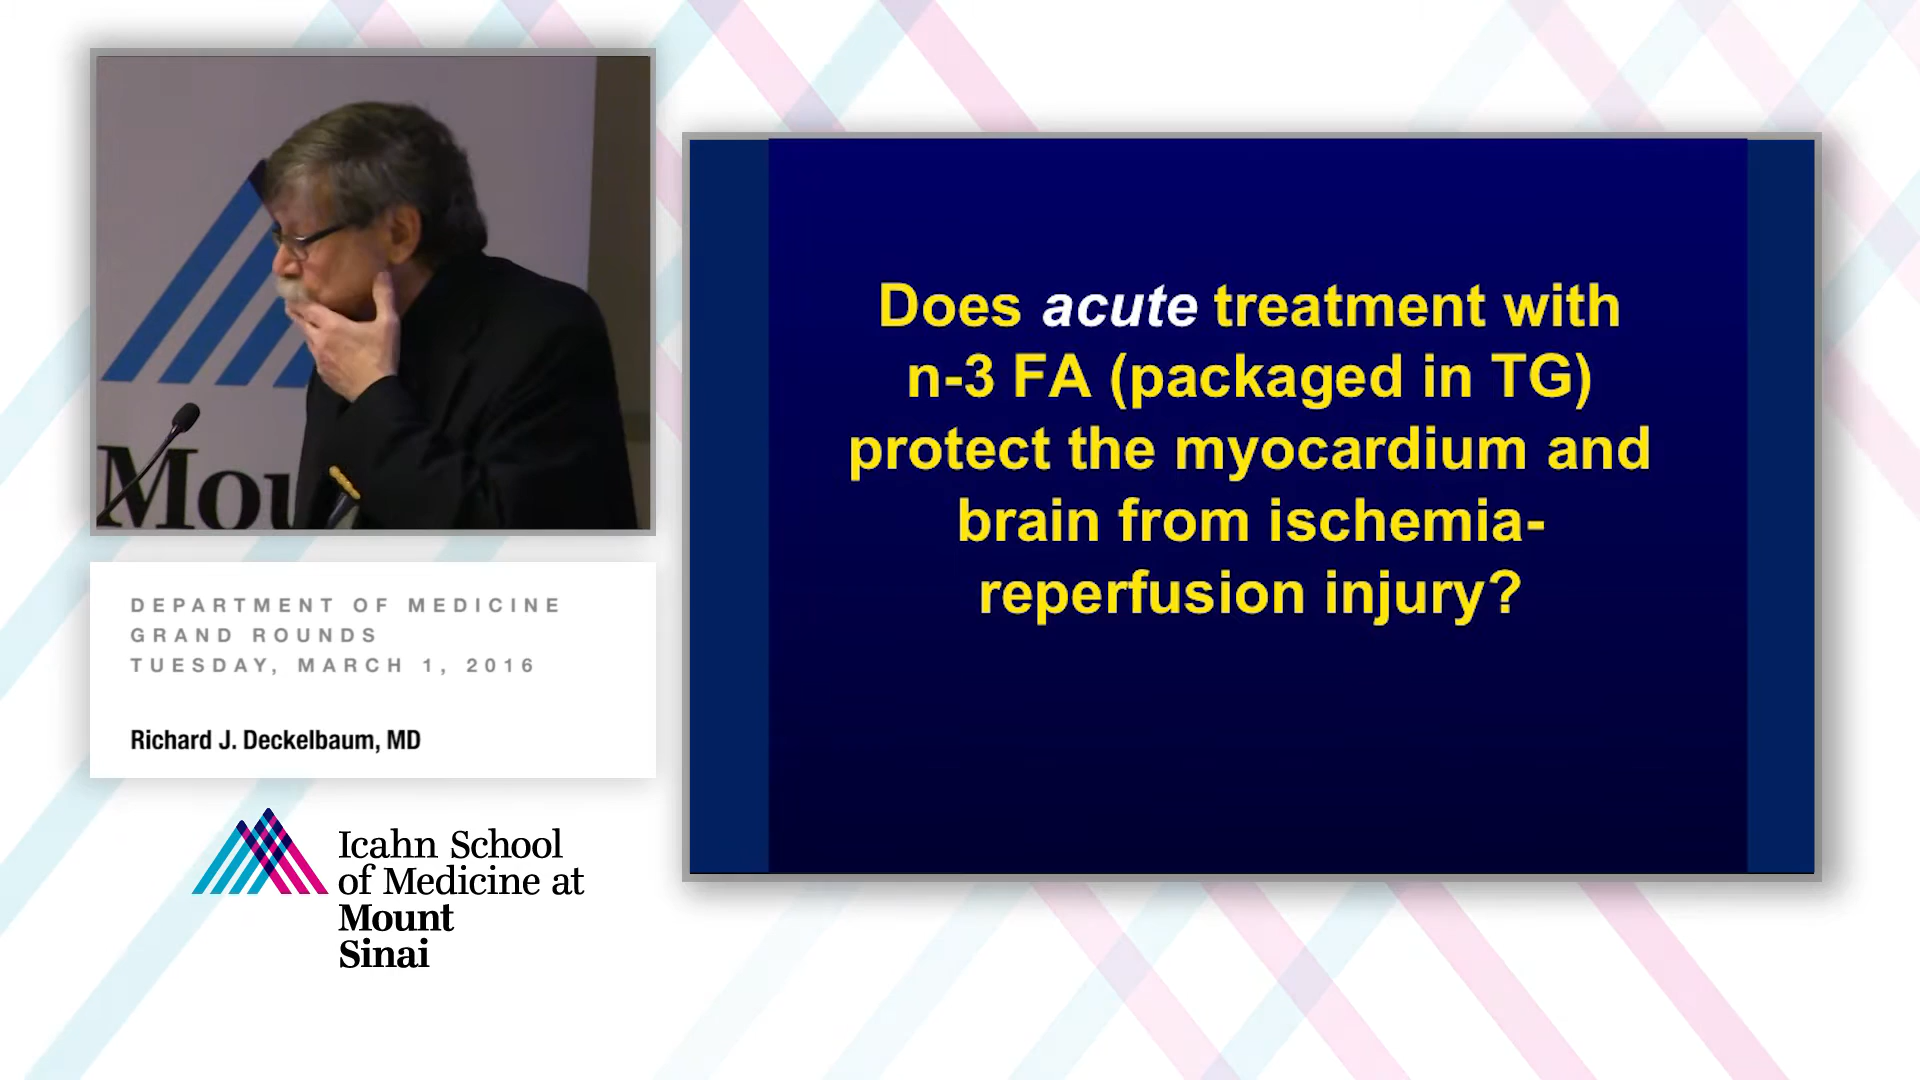 Mou
DEPARTMENT OF MEDICINE
GRAND ROUNDS
TUESDAY, MARCH 1, 2016
Richard J. Deckelbaum, MD
Icahn School
of Medicine at
Mount
Sinai
Does acute treatment with
n-3 FA (packaged in TG)
protect the myocardium and
brain from ischemia-
reperfusion injury?